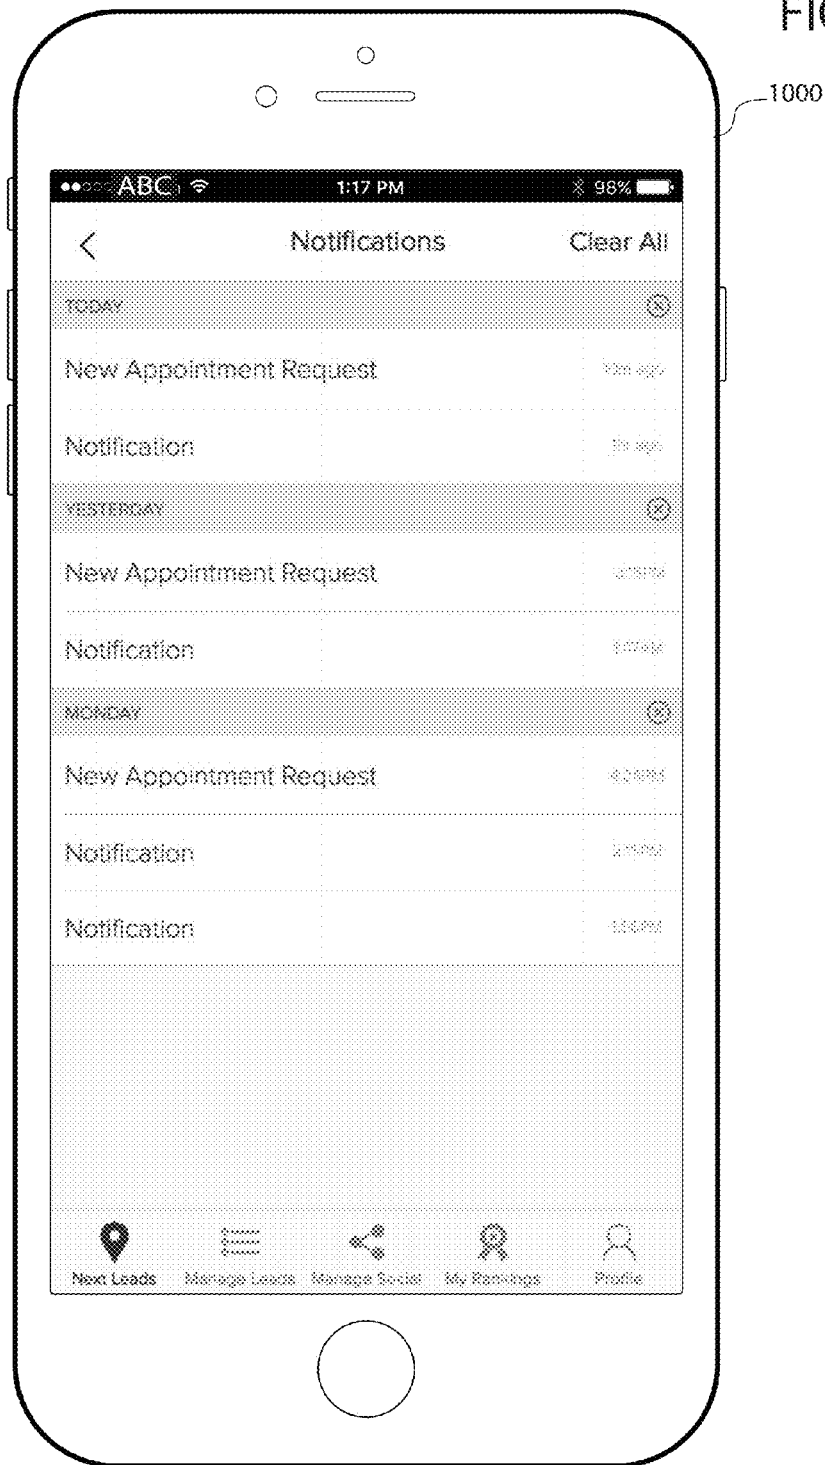 1000
ABC 1:17 PM 98%
Notifications Clear All
TODAY
New Appointment Request
Notification
YESTERDAY
New Appointment Request
Notification
MONDAY
New Appointment Request
Notification
Notification
Next Leads Manage Leads Manage Social My Rankings Profile